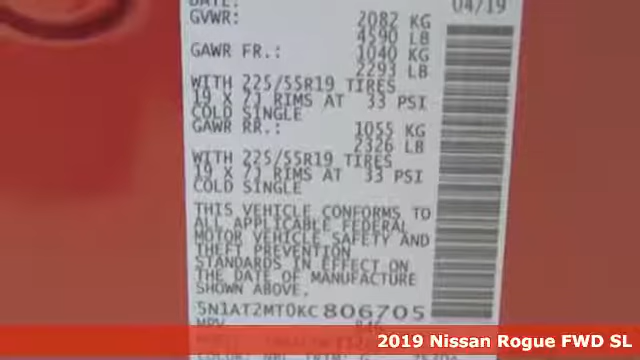 DATE: 04/19
GVWR: 2082 KG
4590 LB
GAWR FR.: 1040 KG
2293 LB
WITH 225/55R19 TIRES
19 X 7J RIMS AT 33 PSI
COLD SINGLE
GAWR RR.: 1055 KG
2326 LB
WITH 225/55R19 TIRES
19 X 7J RIMS AT 33 PSI
COLD SINGLE
THIS VEHICLE CONFORMS TO
ALL APPLICABLE FEDERAL
MOTOR VEHICLE SAFETY AND
THEFT PREVENTION
STANDARDS IN EFFECT ON
THE DATE OF MANUFACTURE
SHOWN ABOVE.
5N1AT2MT0KC806705
MPV
2019 Nissan Rogue FWD SL